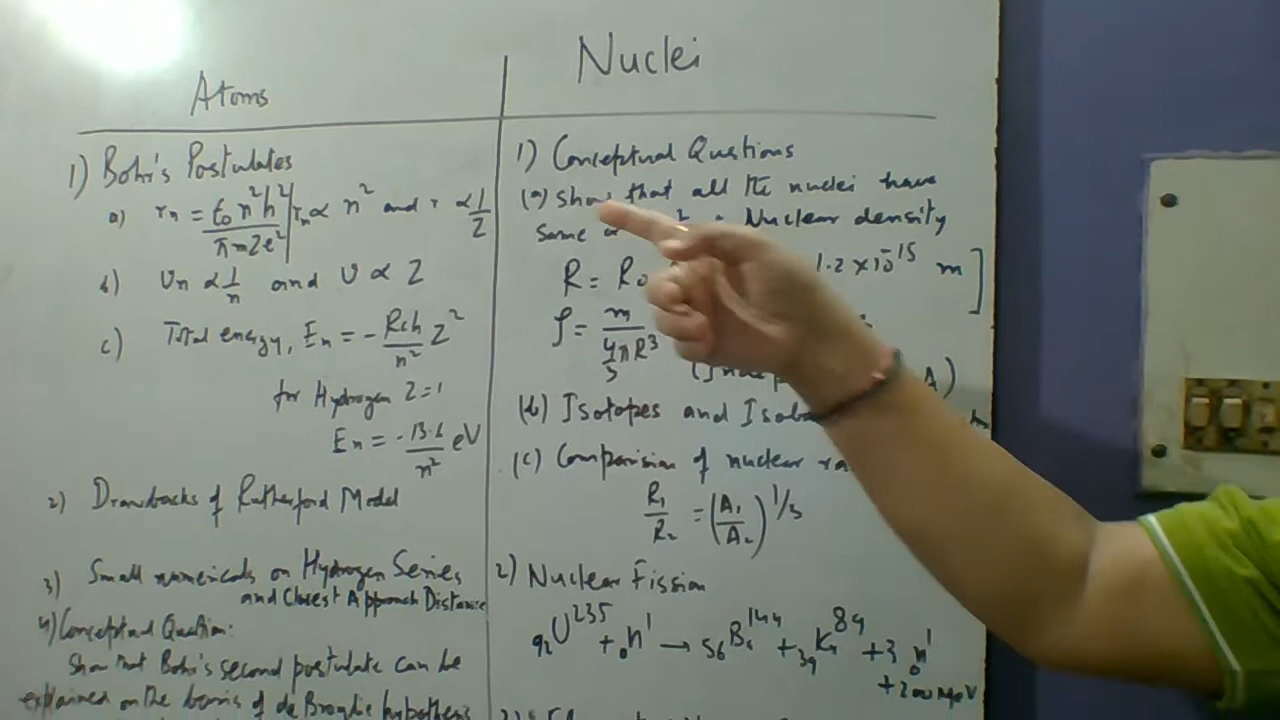 Atoms
1) Bohr's Postulates
a) rₙ = ε₀n²h²/πmZe² | rₙ ∝ n² and r ∝ 1/Z
b) υₙ ∝ 1/n and υ ∝ Z
c) Total energy, Eₙ = -Rch/n² Z²
for Hydrogen Z=1
Eₙ = -13.6/n² eV
2) Drawbacks of Rutherford Model
3) Small numericals on Hydrogen Series
and Closest Approach Distance
4) Conceptual Question:
Show that Bohr's second postulate can be
explained on the basis of de Broglie hypothesis
Nuclei
1) Conceptual Qustions
(a) Show that all the nuclei have
Same Nuclear density
R = R₀ 1.2 × 10⁻¹⁵ m]
ρ = m/(4/3 πR³)
A)
(b) Isotopes and
(c) Comparision of nuclear
R₁/R₂ = (A₁/A₂)^1/3
2) Nuclear Fission
₉₂U²³⁵ + ₀n¹ → ₅₆Ba¹⁴⁴ + ₃₉Kr⁸⁹ + 3 ₀n¹
+200 MeV